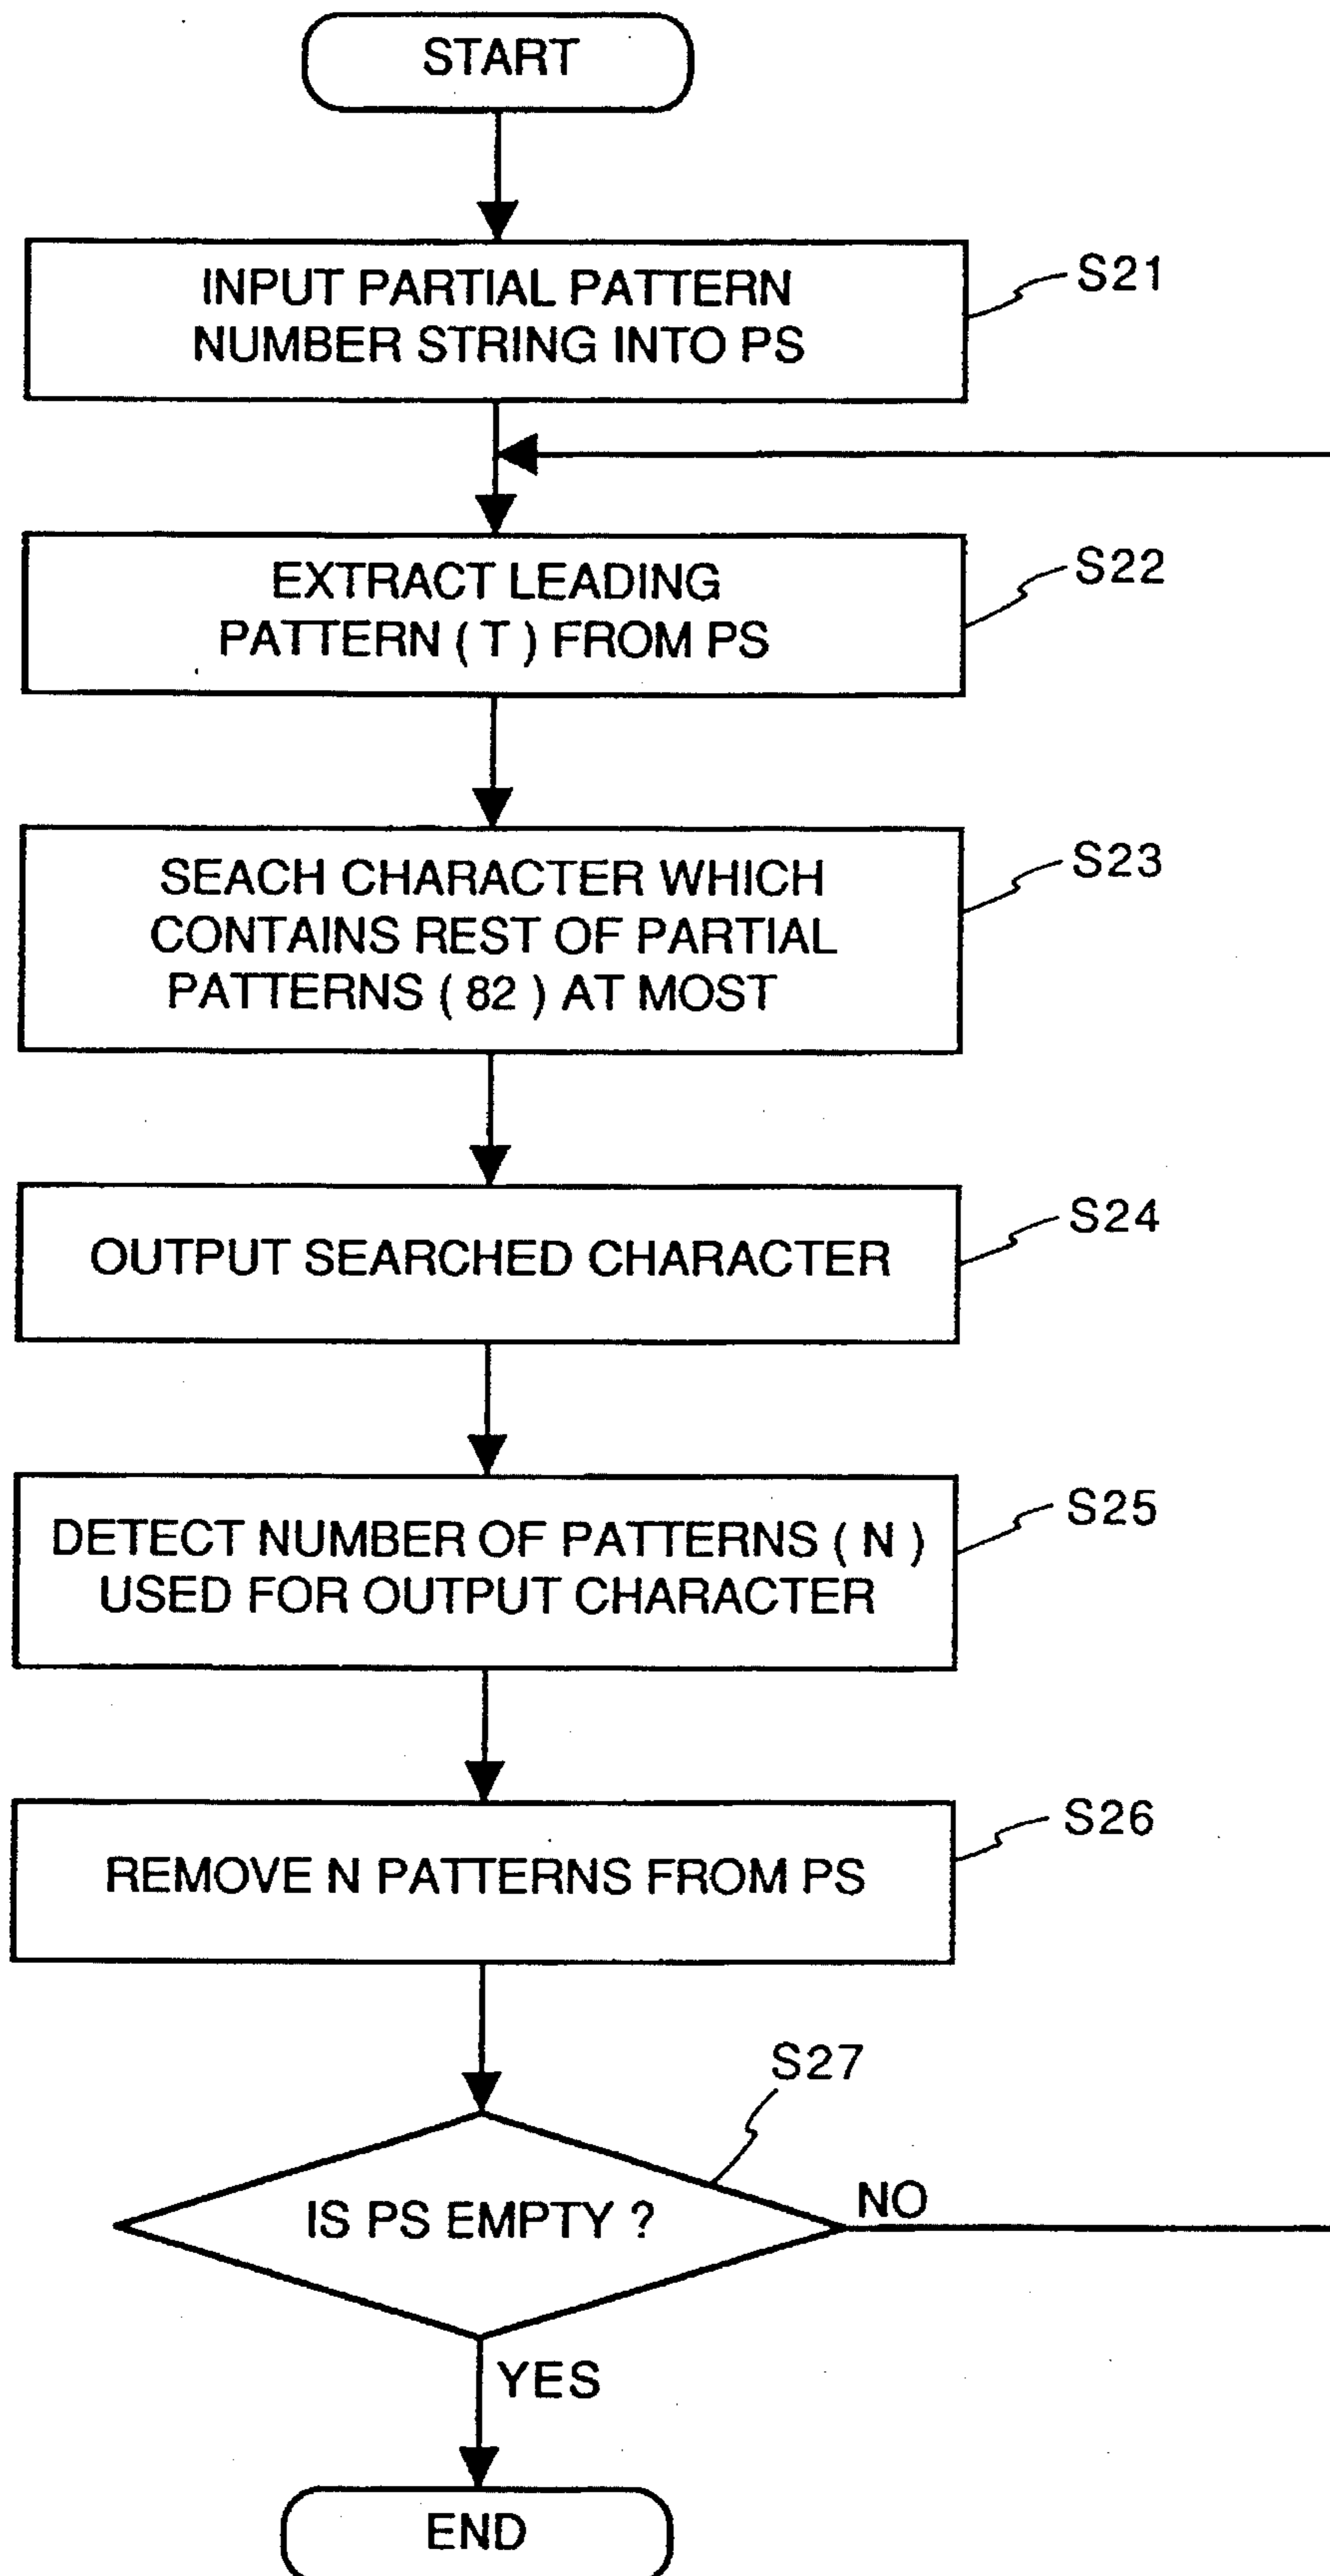 START
INPUT PARTIAL PATTERN
NUMBER STRING INTO PS
S21
EXTRACT LEADING
PATTERN ( T ) FROM PS
S22
SEACH CHARACTER WHICH
CONTAINS REST OF PARTIAL
PATTERNS ( 82 ) AT MOST
S23
OUTPUT SEARCHED CHARACTER
S24
DETECT NUMBER OF PATTERNS ( N )
USED FOR OUTPUT CHARACTER
S25
REMOVE N PATTERNS FROM PS
S26
S27
IS PS EMPTY ?
NO
YES
END